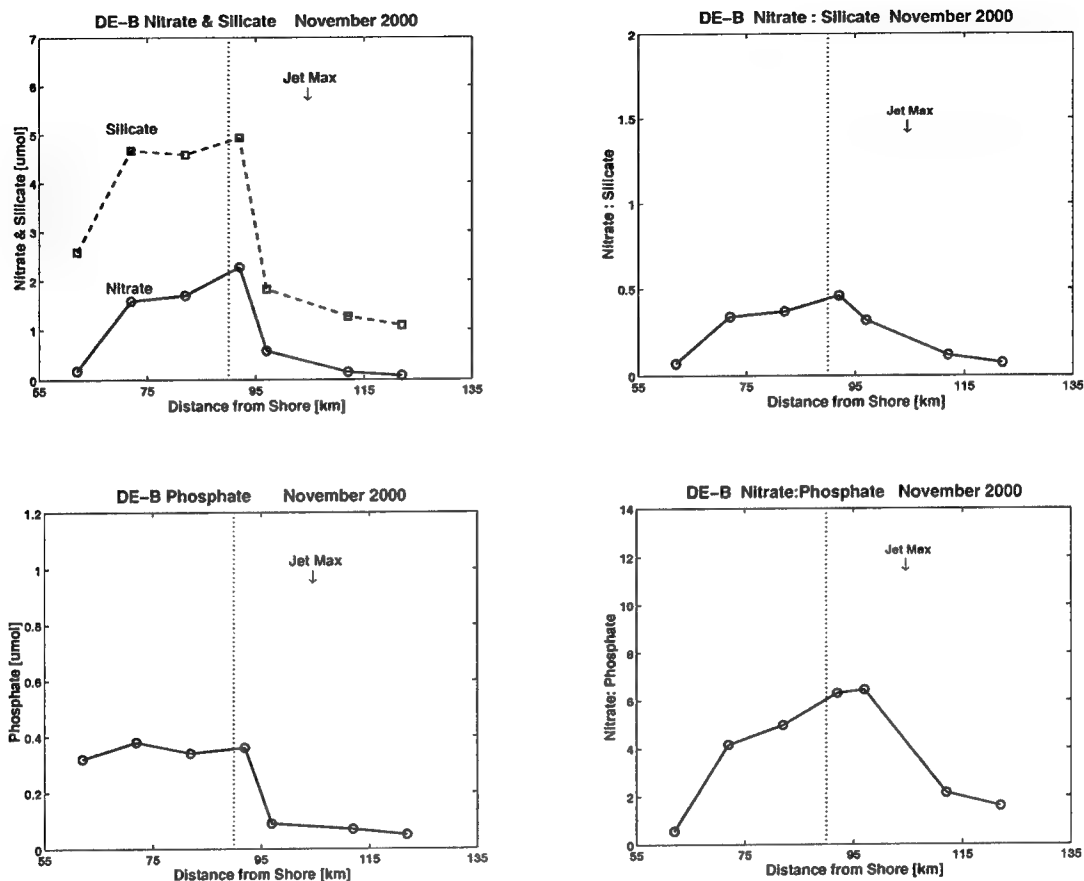 DE-B Nitrate & Silicate November 2000
7
6
5
4
3
2
1
0
Nitrate & Silicate [umol]
Jet Max
Silicate
Nitrate
55 75 95 115 135
Distance from Shore [km]
DE-B Nitrate : Silicate November 2000
2
1.5
1
0.5
0
Nitrate : Silicate
Jet Max
55 75 95 115 135
Distance from Shore [km]
DE-B Phosphate November 2000
1.2
1
0.8
0.6
0.4
0.2
0
Phosphate [umol]
Jet Max
55 75 95 115 135
Distance from Shore [km]
DE-B Nitrate:Phosphate November 2000
14
12
10
8
6
4
2
0
Nitrate: Phosphate
Jet Max
55 75 95 115 135
Distance from Shore [km]